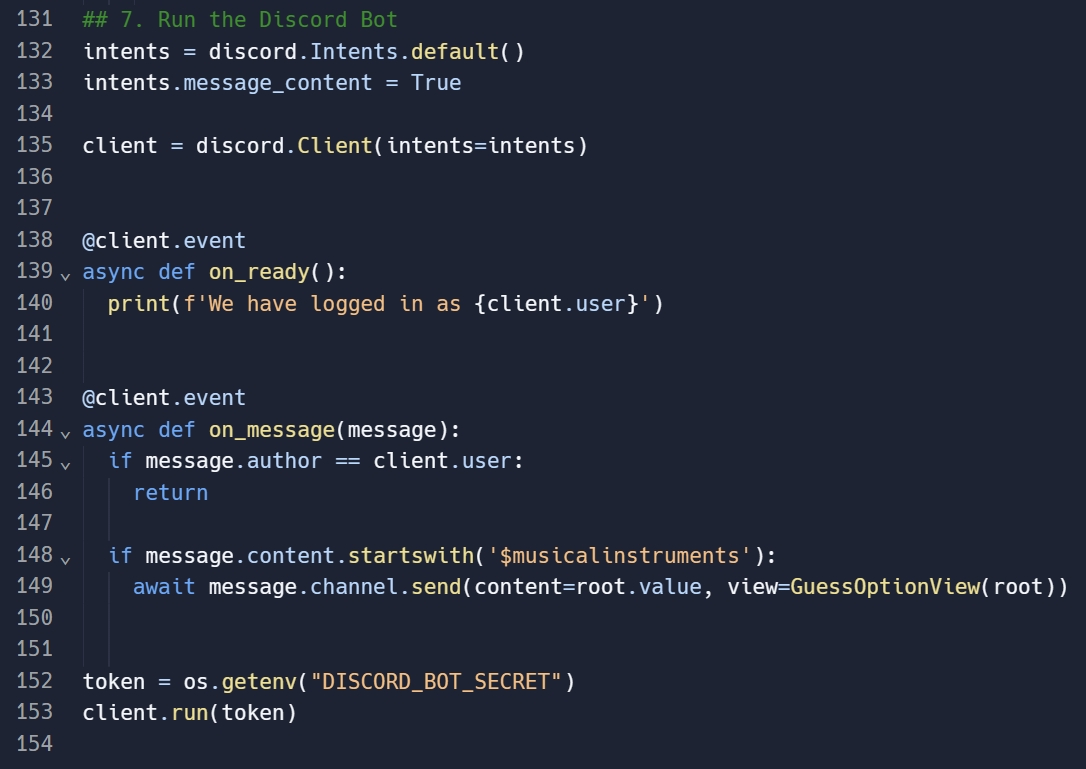 131 ## 7. Run the Discord Bot
132 intents = discord.Intents.default()
133 intents.message_content = True
134
135 client = discord.Client(intents=intents)
136
137
138 @client.event
139 async def on_ready():
140   print(f'We have logged in as {client.user}')
141
142
143 @client.event
144 async def on_message(message):
145   if message.author == client.user:
146     return
147
148   if message.content.startswith('$musicalinstruments'):
149     await message.channel.send(content=root.value, view=GuessOptionView(root))
150
151
152 token = os.getenv("DISCORD_BOT_SECRET")
153 client.run(token)
154